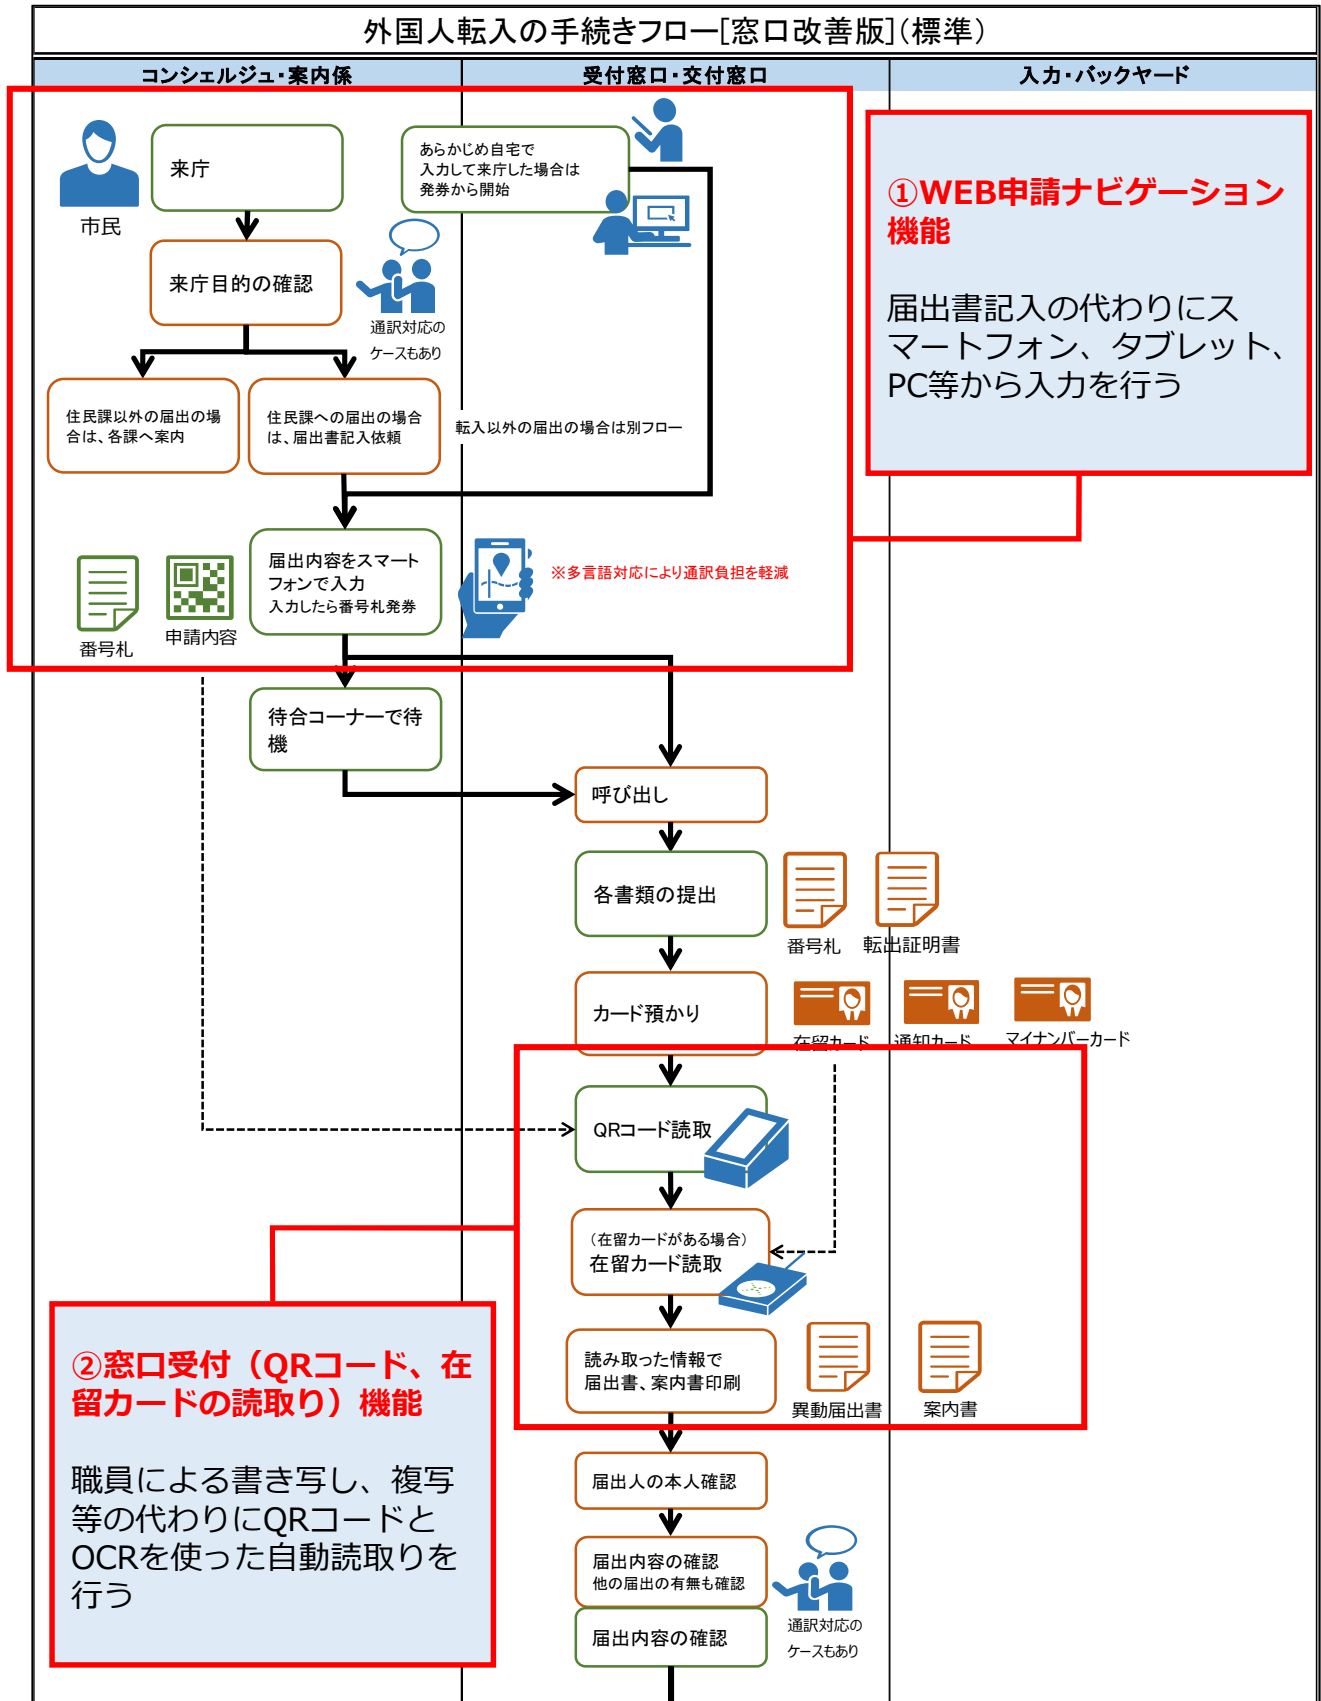 外国人転入の手続きフロー[窓口改善版](標準)
コンシェルジュ・案内係
受付窓口・交付窓口
入力・バックヤード
市民
来庁
あらかじめ自宅で
入力して来庁した場合は
発券から開始
①WEB申請ナビゲーション
機能
届出書記入の代わりにス
マートフォン、タブレット、
PC等から入力を行う
来庁目的の確認
通訳対応の
ケースもあり
住民課以外の届出の場
合は、各課へ案内
住民課への届出の場合
は、届出書記入依頼
転入以外の届出の場合は別フロー
届出内容をスマート
フォンで入力
入力したら番号札発券
※多言語対応により通訳負担を軽減
番号札
申請内容
待合コーナーで待
機
呼び出し
各書類の提出
番号札
転出証明書
カード預かり
在留カード
通知カード
マイナンバーカード
QRコード読取
(在留カードがある場合)
在留カード読取
読み取った情報で
届出書、案内書印刷
異動届出書
案内書
②窓口受付(QRコード、在
留カードの読取り)機能
職員による書き写し、複写
等の代わりにQRコードと
OCRを使った自動読取りを
行う
届出人の本人確認
届出内容の確認
他の届出の有無も確認
通訳対応の
ケースもあり
届出内容の確認